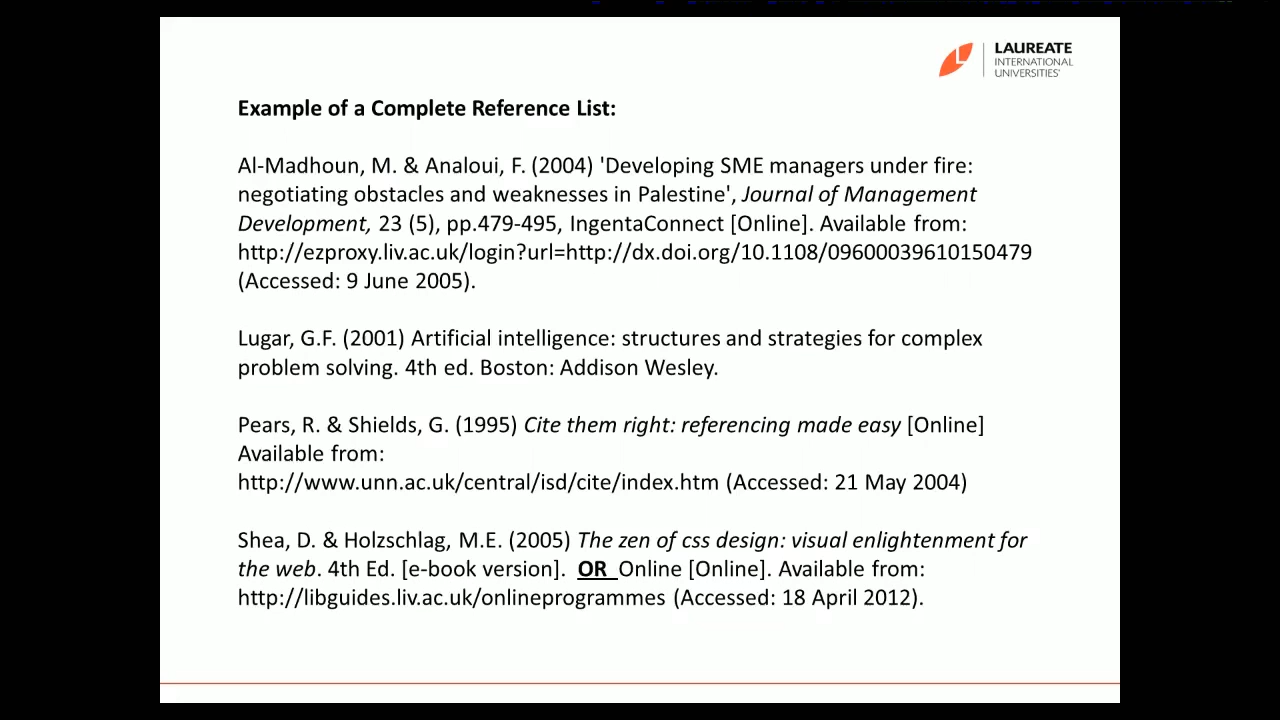 LAUREATE
INTERNATIONAL
UNIVERSITIES'
Example of a Complete Reference List:
Al-Madhoun, M. & Analoui, F. (2004) 'Developing SME managers under fire:
negotiating obstacles and weaknesses in Palestine', Journal of Management
Development, 23 (5), pp.479-495, IngentaConnect [Online]. Available from:
http://ezproxy.liv.ac.uk/login?url=http://dx.doi.org/10.1108/09600039610150479
(Accessed: 9 June 2005).
Lugar, G.F. (2001) Artificial intelligence: structures and strategies for complex
problem solving. 4th ed. Boston: Addison Wesley.
Pears, R. & Shields, G. (1995) Cite them right: referencing made easy [Online]
Available from:
http://www.unn.ac.uk/central/isd/cite/index.htm (Accessed: 21 May 2004)
Shea, D. & Holzschlag, M.E. (2005) The zen of css design: visual enlightenment for
the web. 4th Ed. [e-book version]. OR Online [Online]. Available from:
http://libguides.liv.ac.uk/onlineprogrammes (Accessed: 18 April 2012).